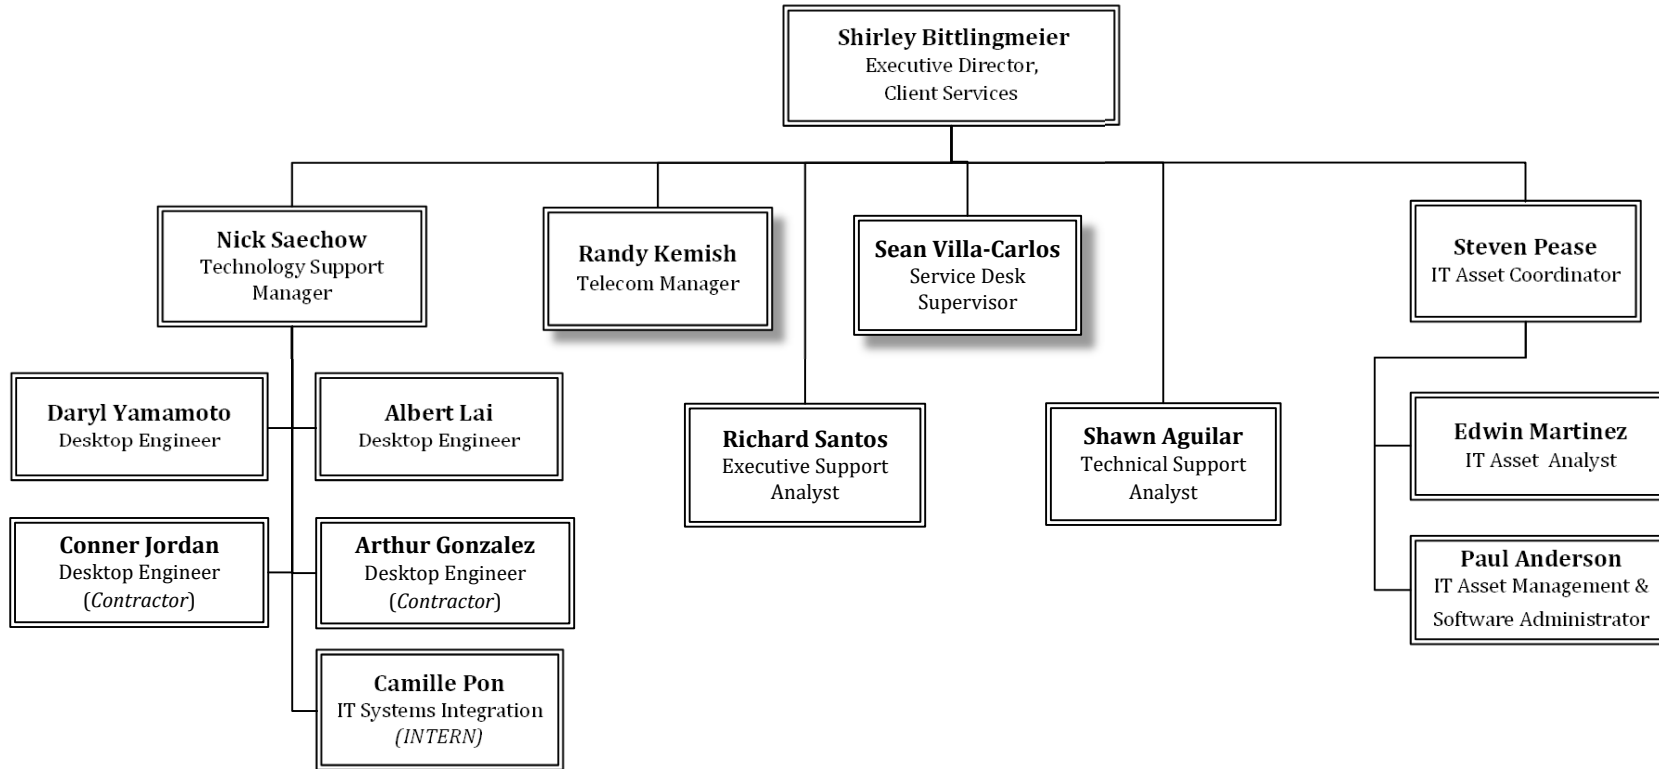 Shirley Bittlingmeier
Executive Director,
Client Services
Nick Saechow
Technology Support
Manager
Randy Kemish
Telecom Manager
Sean Villa-Carlos
Service Desk
Supervisor
Steven Pease
IT Asset Coordinator
Daryl Yamamoto
Desktop Engineer
Albert Lai
Desktop Engineer
Richard Santos
Executive Support
Analyst
Shawn Aguilar
Technical Support
Analyst
Edwin Martinez
IT Asset Analyst
Conner Jordan
Desktop Engineer
(Contractor)
Arthur Gonzalez
Desktop Engineer
(Contractor)
Paul Anderson
IT Asset Management &
Software Administrator
Camille Pon
IT Systems Integration
(INTERN)